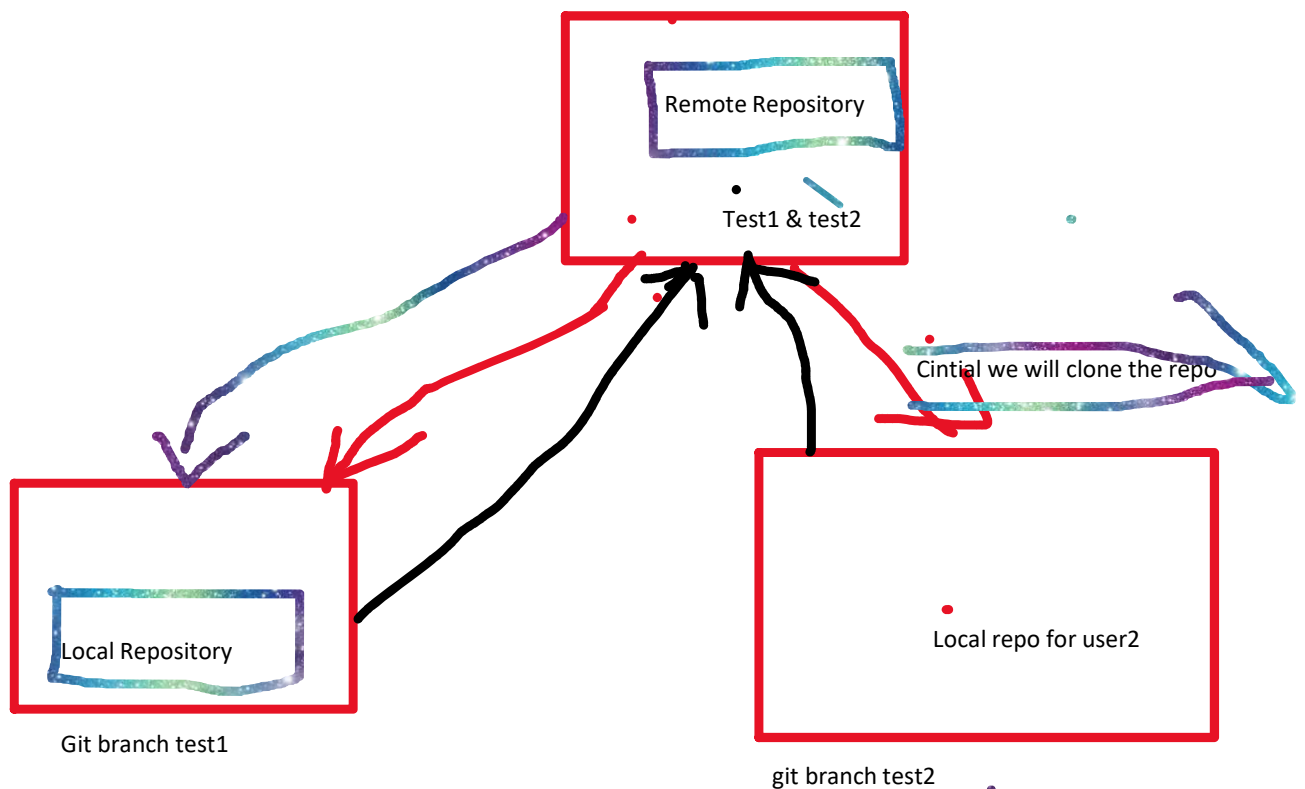 Remote Repository
Test1 & test2
Cintial we will clone the repo
Local Repository
Local repo for user2
Git branch test1
git branch test2